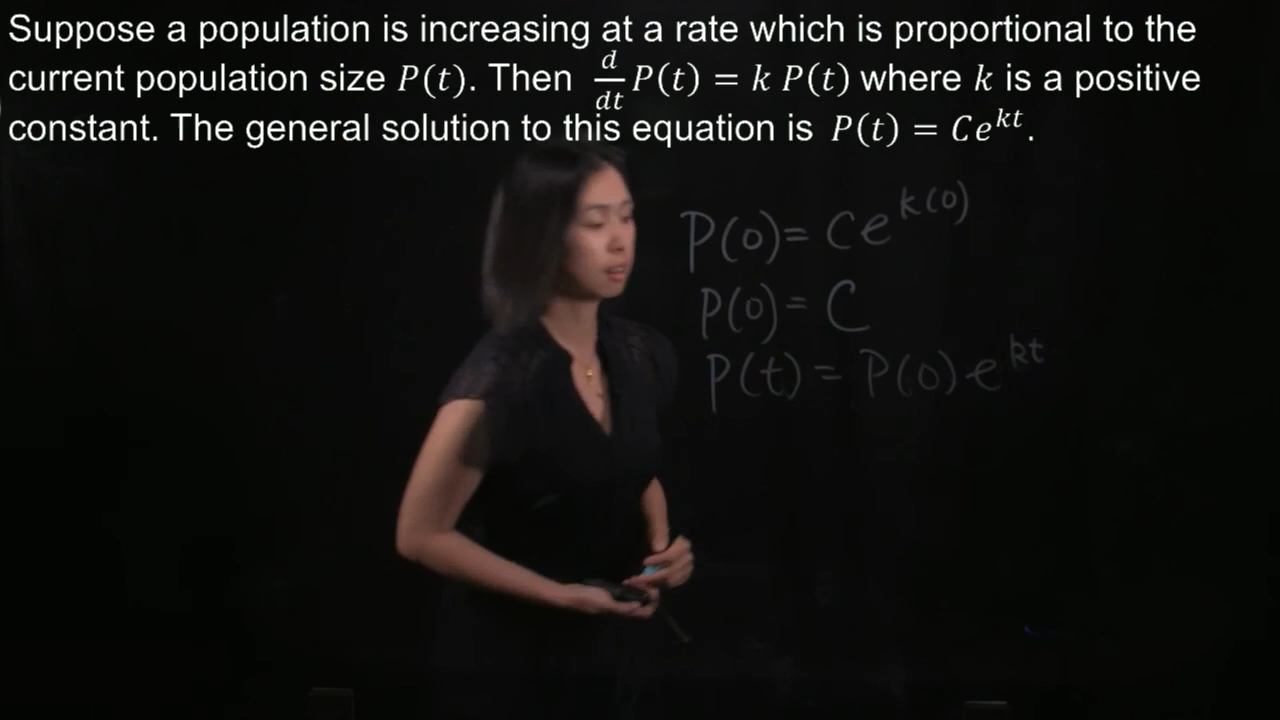 Suppose a population is increasing at a rate which is proportional to the
current population size P(t). Then d/dt P(t) = k P(t) where k is a positive
constant. The general solution to this equation is P(t) = Ce^{kt}.
P(0) = Ce^{k(0)}
P(0) = C
P(t) = P(0)e^{kt}